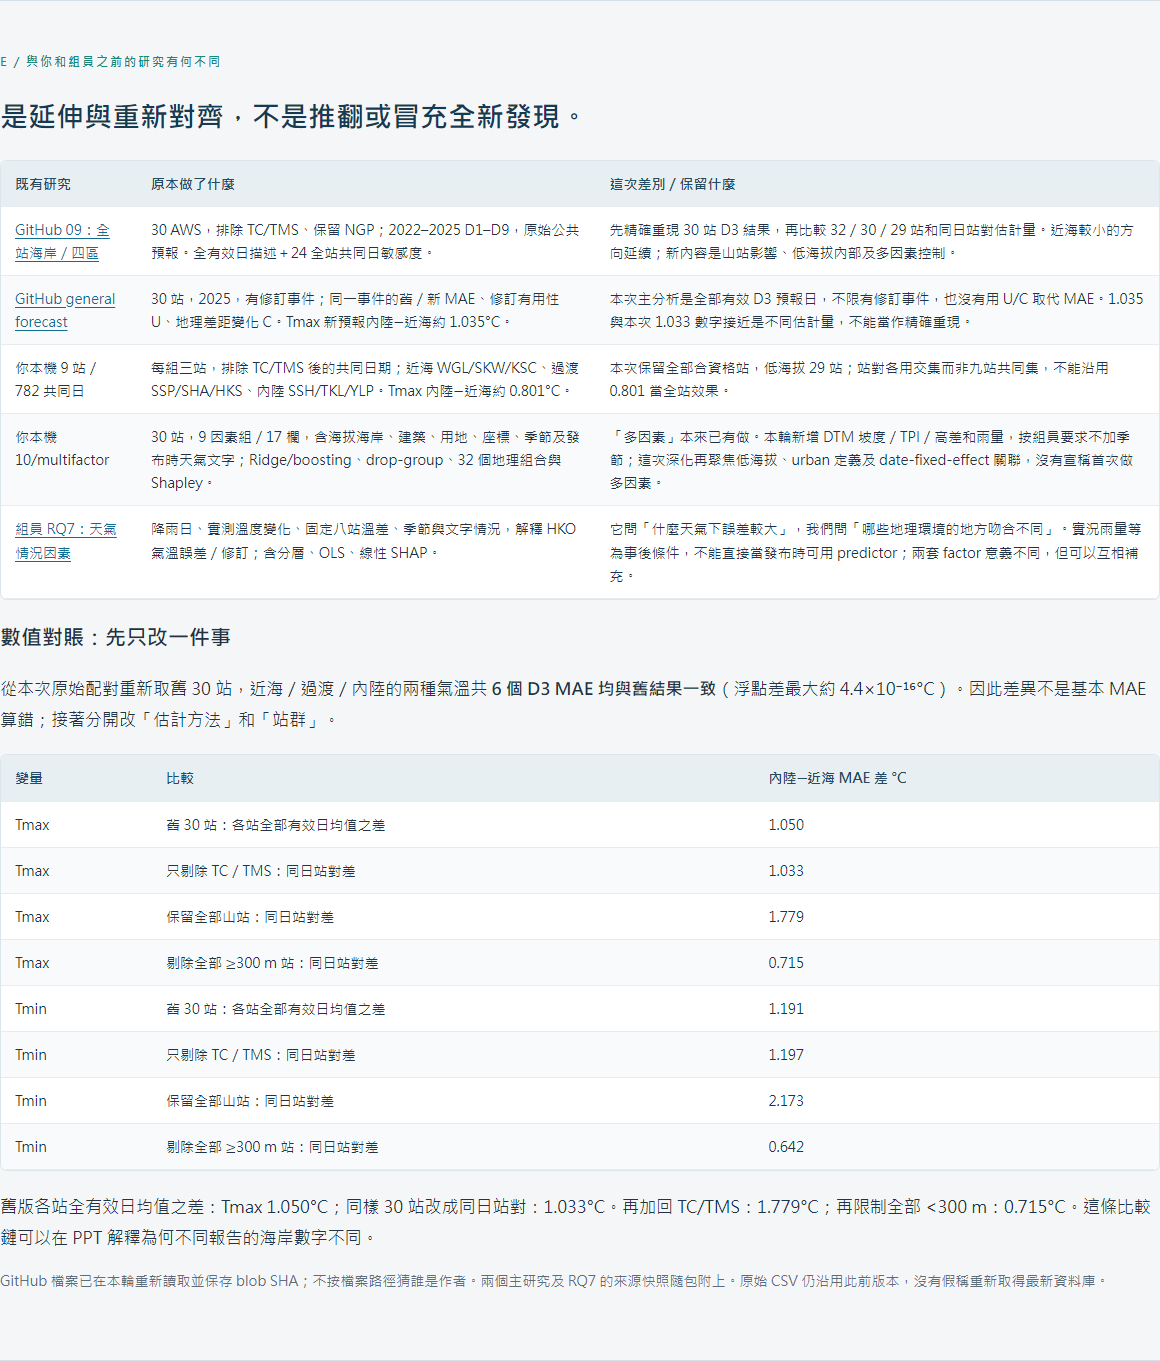 E / 與你和組員之前的研究有何不同
是延伸與重新對齊，不是推翻或冒充全新發現。
既有研究 原本做了什麼 這次差別 / 保留什麼
GitHub 09：全站海岸 / 四區 30 AWS，排除 TC/TMS、保留 NGP；2022–2025 D1–D9，原始公共預報。全有效日描述＋24 全站共同日敏感度。 先精確重現 30 站 D3 結果，再比較 32 / 30 / 29 站和同日站對估計量。近海較小的方向延續；新內容是山站影響、低海拔內部及多因素控制。
GitHub general forecast 30 站，2025，有修訂事件；同一事件的舊 / 新 MAE、修訂有用性 U、地理差距變化 C。Tmax 新預報內陸−近海約 1.035°C。 本次主分析是全部有效 D3 預報日，不限有修訂事件，也沒有用 U/C 取代 MAE。1.035 與本次 1.033 數字接近是不同估計量，不能當作精確重現。
你本機 9 站 / 782 共同日 每組三站，排除 TC/TMS 後的共同日期；近海 WGL/SKW/KSC、過渡 SSP/SHA/HKS、內陸 SSH/TKL/YLP。Tmax 內陸−近海約 0.801°C。 本次保留全部合資格站，低海拔 29 站；站對各用交集而非九站共同集，不能沿用 0.801 當全站效果。
你本機 10/multifactor 30 站，9 因素組 / 17 欄，含海拔海岸、建築、用地、座標、季節及發布時天氣文字；Ridge/boosting、drop-group、32 個地理組合與 Shapley。 「多因素」本來已有做。本輪新增 DTM 坡度 / TPI / 高差和雨量，按組員要求不加季節；這次深化再聚焦低海拔、urban 定義及 date-fixed-effect 關聯，沒有宣稱首次做多因素。
組員 RQ7：天氣情況因素 降雨日、實測溫度變化、固定八站溫差、季節與文字情況，解釋 HKO 氣溫誤差 / 修訂；含分層、OLS、線性 SHAP。 它問「什麼天氣下誤差較大」，我們問「哪些地理環境的地方吻合不同」。實況雨量等為事後條件，不能直接當發布時可用 predictor；兩套 factor 意義不同，但可以互相補充。
數值對賬：先只改一件事
從本次原始配對重新取舊 30 站，近海 / 過渡 / 內陸的兩種氣溫共 6 個 D3 MAE 均與舊結果一致（浮點差最大約 4.4×10⁻¹⁶°C）。因此差異不是基本 MAE
算錯；接著分開改「估計方法」和「站群」。
變量 比較 內陸−近海 MAE 差 °C
Tmax 舊 30 站：各站全部有效日均值之差 1.050
Tmax 只剔除 TC / TMS：同日站對差 1.033
Tmax 保留全部山站：同日站對差 1.779
Tmax 剔除全部 ≥300 m 站：同日站對差 0.715
Tmin 舊 30 站：各站全部有效日均值之差 1.191
Tmin 只剔除 TC / TMS：同日站對差 1.197
Tmin 保留全部山站：同日站對差 2.173
Tmin 剔除全部 ≥300 m 站：同日站對差 0.642
舊版各站全有效日均值之差：Tmax 1.050°C；同樣 30 站改成同日站對：1.033°C。再加回 TC/TMS：1.779°C；再限制全部 <300 m：0.715°C。這條比較
鏈可以在 PPT 解釋為何不同報告的海岸數字不同。
GitHub 檔案已在本輪重新讀取並保存 blob SHA；不按檔案路徑猜誰是作者。兩個主研究及 RQ7 的來源快照隨包附上。原始 CSV 仍沿用此前版本，沒有假稱重新取得最新資料庫。